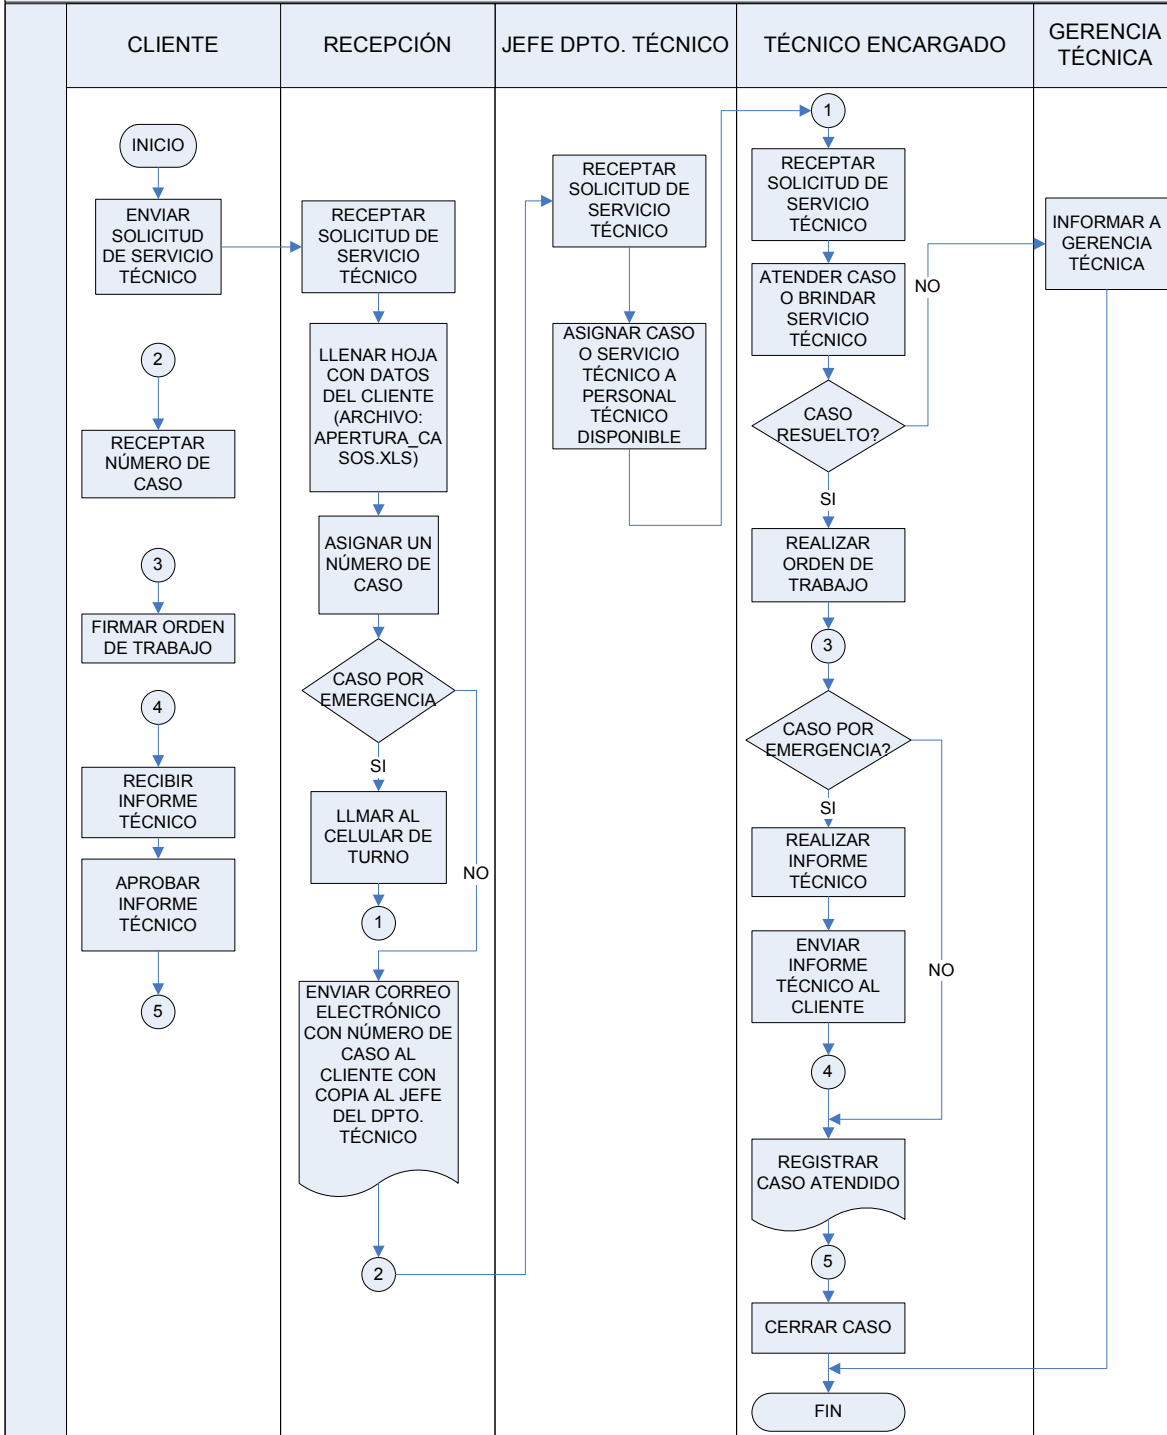 CLIENTE
RECEPCIÓN
JEFE DPTO. TÉCNICO
TÉCNICO ENCARGADO
GERENCIA
TÉCNICA
INICIO
ENVIAR
SOLICITUD
DE SERVICIO
TÉCNICO
2
RECEPTAR
NÚMERO DE
CASO
3
FIRMAR ORDEN
DE TRABAJO
4
RECIBIR
INFORME
TÉCNICO
APROBAR
INFORME
TÉCNICO
5
RECEPTAR
SOLICITUD DE
SERVICIO
TÉCNICO
LLENAR HOJA
CON DATOS
DEL CLIENTE
(ARCHIVO:
APERTURA_CA
SOS.XLS)
ASIGNAR UN
NÚMERO DE
CASO
CASO POR
EMERGENCIA
SI
NO
LLMAR AL
CELULAR DE
TURNO
1
ENVIAR CORREO
ELECTRÓNICO
CON NÚMERO DE
CASO AL
CLIENTE CON
COPIA AL JEFE
DEL DPTO.
TÉCNICO
2
RECEPTAR
SOLICITUD DE
SERVICIO
TÉCNICO
ASIGNAR CASO
O SERVICIO
TÉCNICO A
PERSONAL
TÉCNICO
DISPONIBLE
1
RECEPTAR
SOLICITUD DE
SERVICIO
TÉCNICO
ATENDER CASO
O BRINDAR
SERVICIO
TÉCNICO
NO
CASO
RESUELTO?
SI
REALIZAR
ORDEN DE
TRABAJO
3
CASO POR
EMERGENCIA?
SI
REALIZAR
INFORME
TÉCNICO
ENVIAR
INFORME
TÉCNICO AL
CLIENTE
NO
4
REGISTRAR
CASO ATENDIDO
5
CERRAR CASO
FIN
INFORMAR A
GERENCIA
TÉCNICA